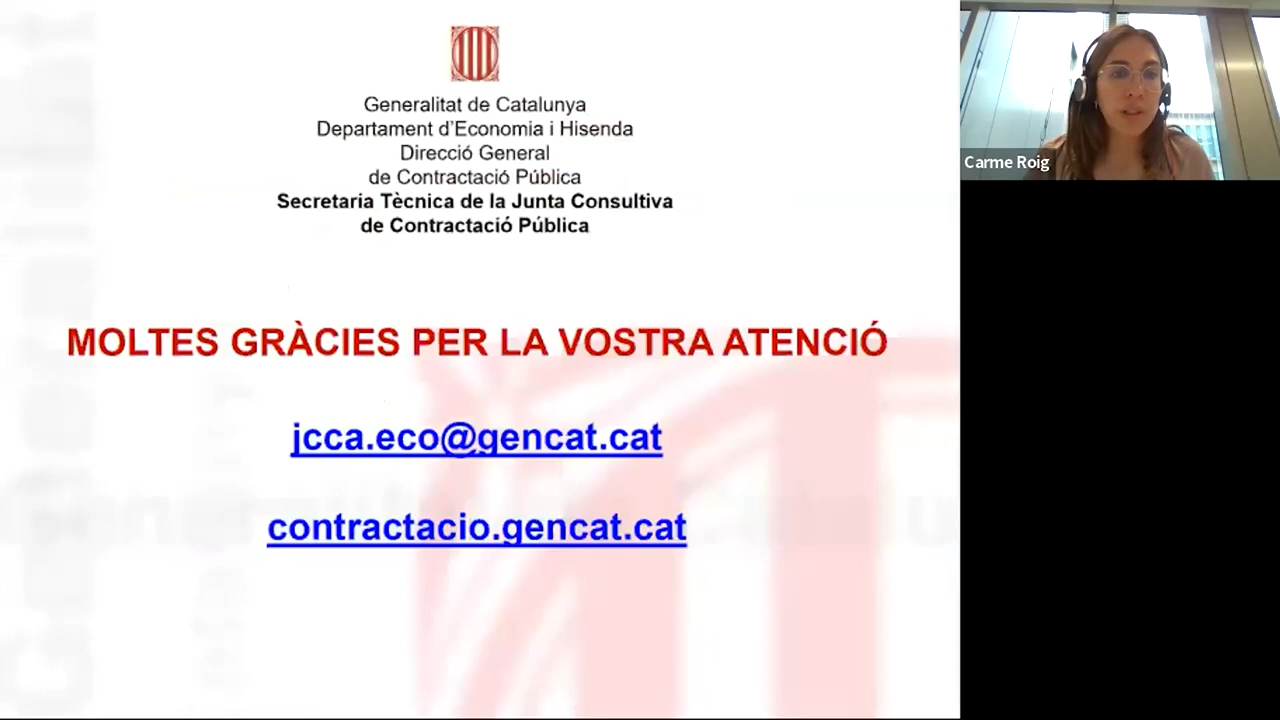 Generalitat de Catalunya
Departament d'Economia i Hisenda
Direcció General
de Contractació Pública
Secretaria Tècnica de la Junta Consultiva
de Contractació Pública
MOLTES GRÀCIES PER LA VOSTRA ATENCIÓ
jcca.eco@gencat.cat
contractacio.gencat.cat
Carme Roig